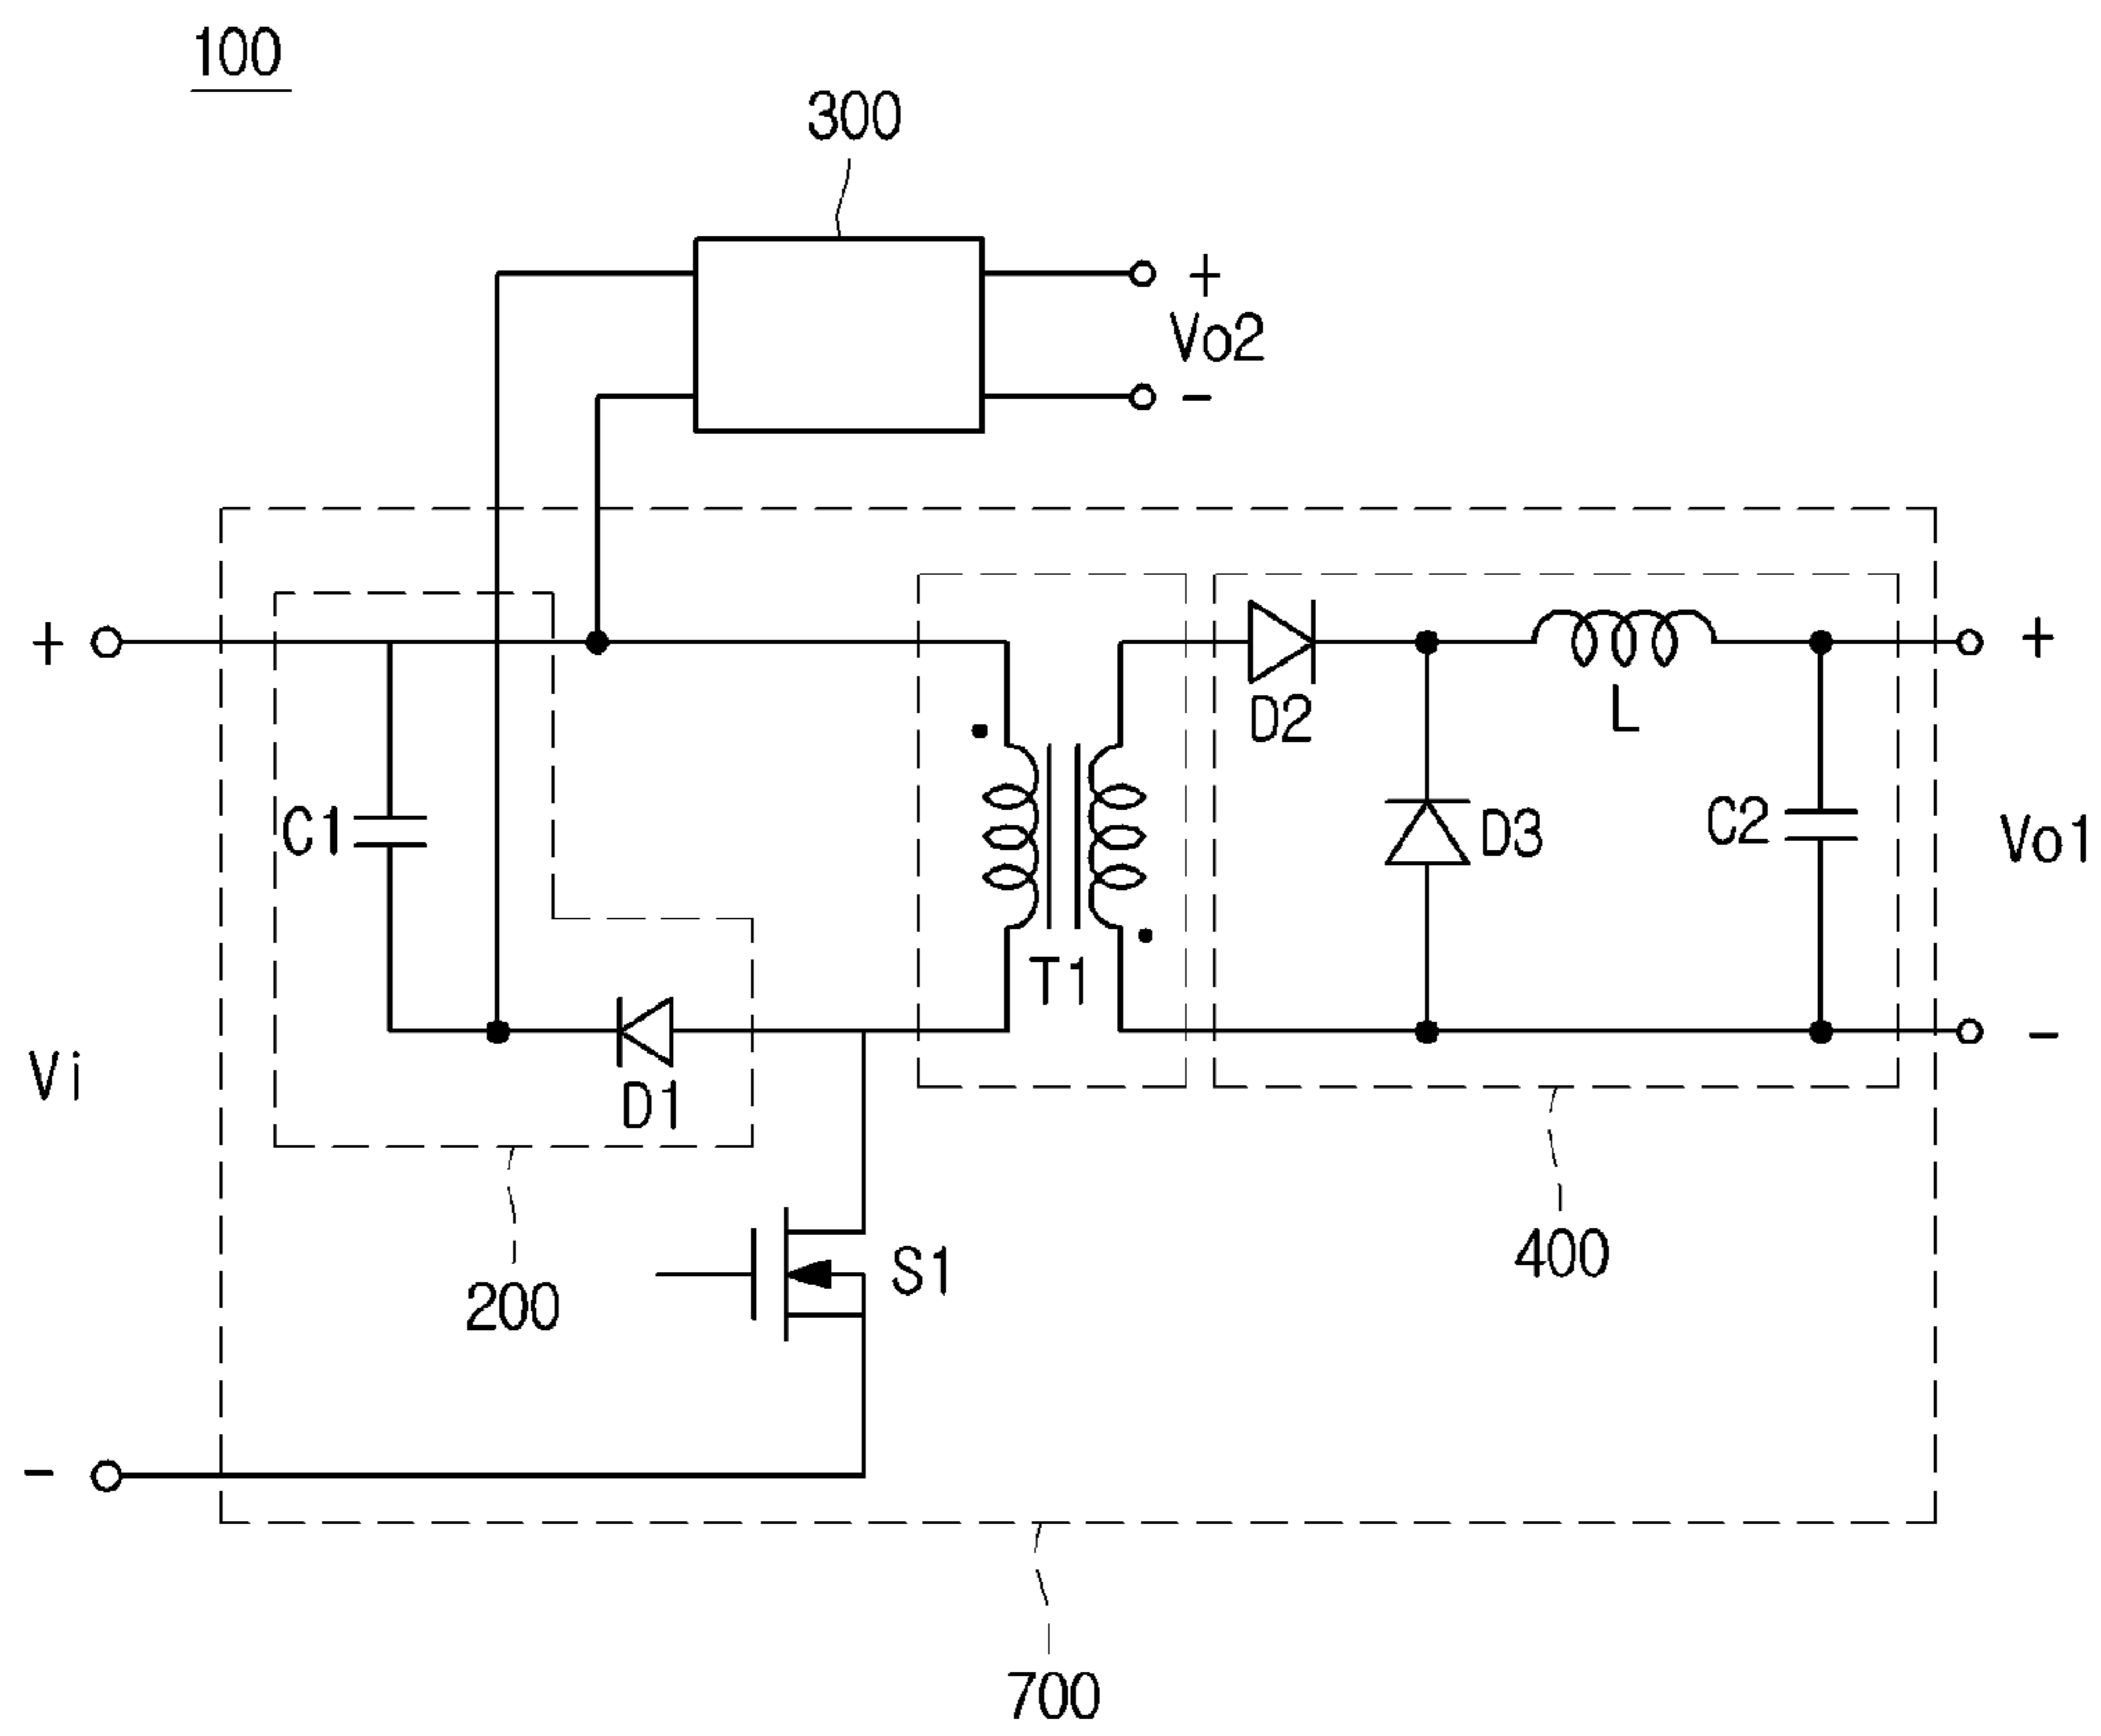 100
300
+
Vo2
-
+
+
D2
L
C1
D3
C2
Vo1
T1
-
Vi
D1
400
S1
200
-
700